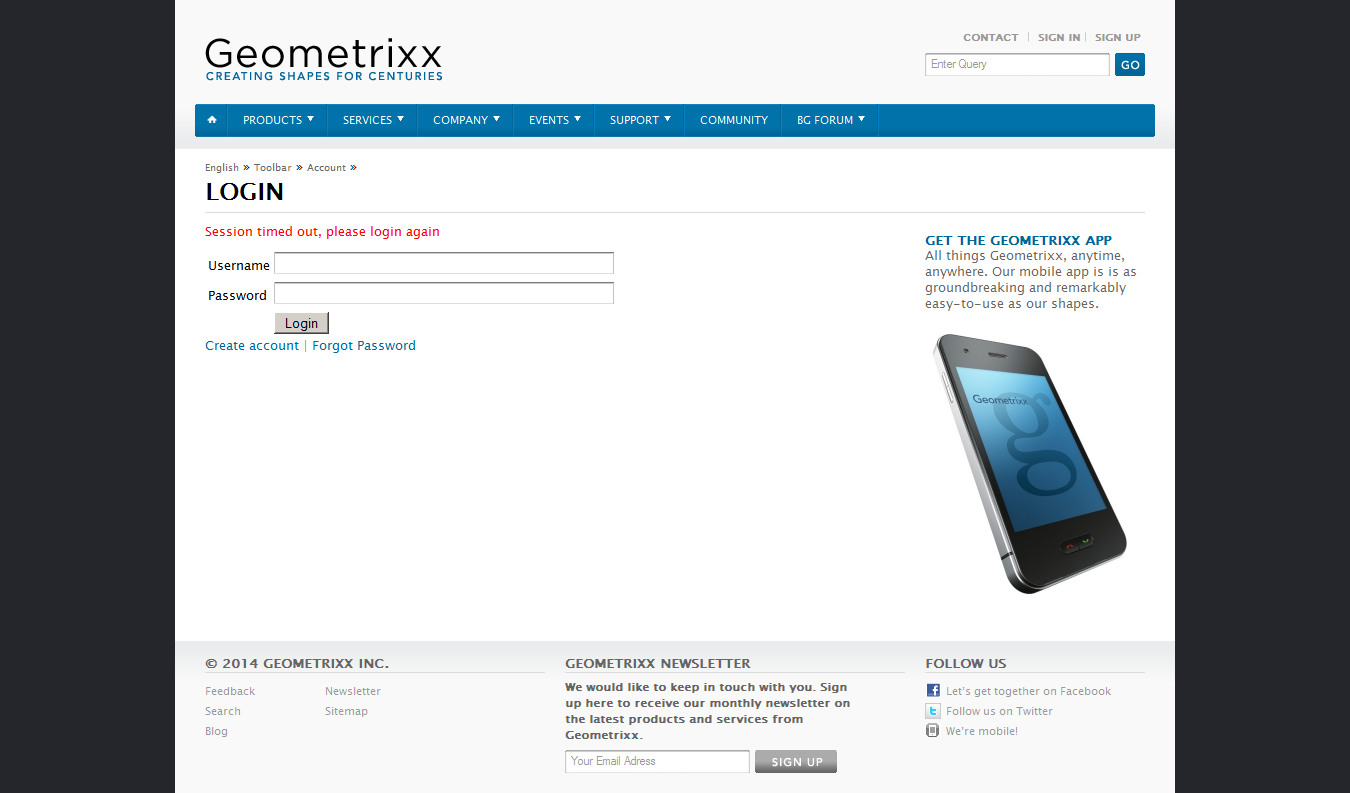 Geometrixx
CREATING SHAPES FOR CENTURIES
CONTACT | SIGN IN | SIGN UP
Enter Query GO
PRODUCTS SERVICES COMPANY EVENTS SUPPORT COMMUNITY BG FORUM
English » Toolbar » Account »
LOGIN
Session timed out, please login again
Username
Password
Login
Create account | Forgot Password
GET THE GEOMETRIXX APP
All things Geometrixx, anytime,
anywhere. Our mobile app is is as
groundbreaking and remarkably
easy-to-use as our shapes.
Geometrixx
g
© 2014 GEOMETRIXX INC.
Feedback Newsletter
Search Sitemap
Blog
GEOMETRIXX NEWSLETTER
We would like to keep in touch with you. Sign
up here to receive our monthly newsletter on
the latest products and services from
Geometrixx.
Your Email Adress SIGN UP
FOLLOW US
Let's get together on Facebook
Follow us on Twitter
We're mobile!